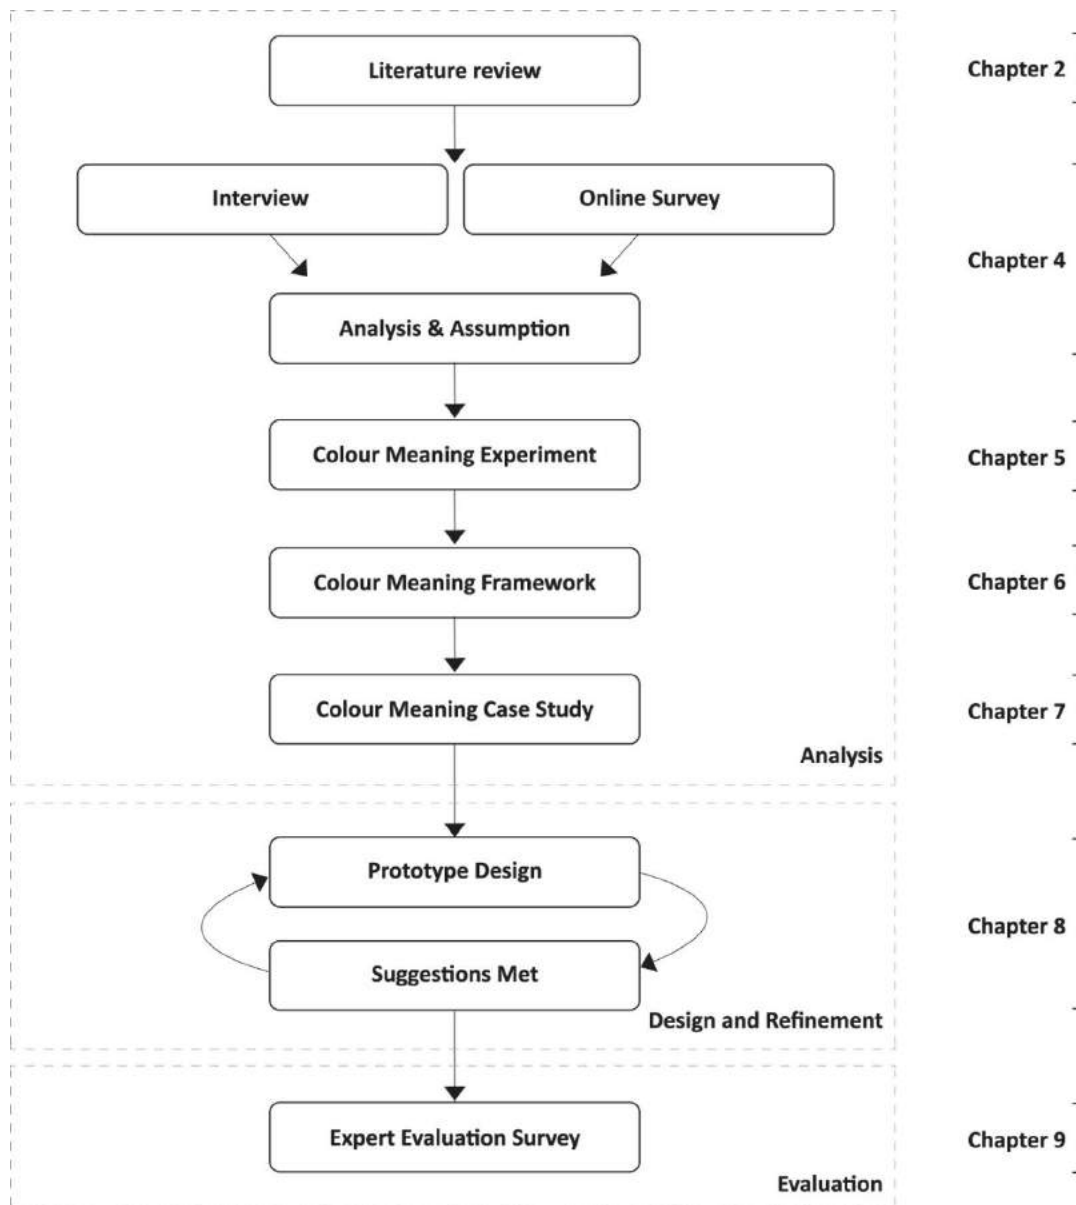 Literature review
Chapter 2
Interview
Online Survey
Chapter 4
Analysis & Assumption
Colour Meaning Experiment
Chapter 5
Colour Meaning Framework
Chapter 6
Colour Meaning Case Study
Chapter 7
Analysis
Prototype Design
Chapter 8
Suggestions Met
Design and Refinement
Expert Evaluation Survey
Chapter 9
Evaluation